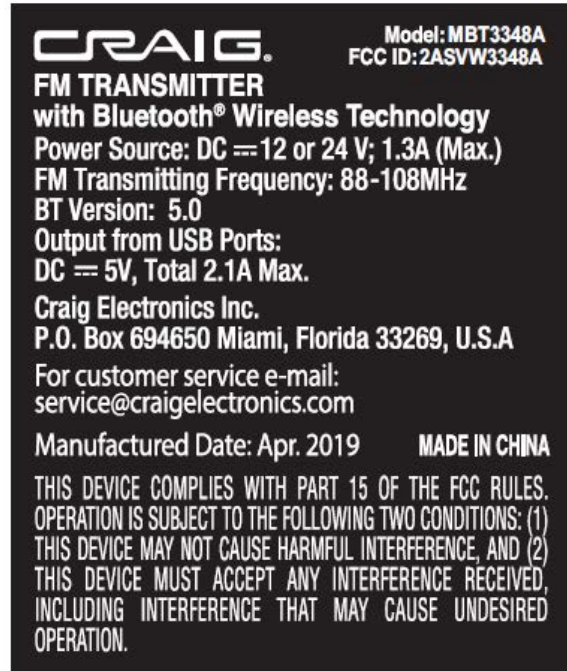 CRAIG.
Model: MBT3348A
FCC ID: 2ASVW3348A
FM TRANSMITTER
with Bluetooth® Wireless Technology
Power Source: DC ⎓12 or 24 V; 1.3A (Max.)
FM Transmitting Frequency: 88-108MHz
BT Version: 5.0
Output from USB Ports:
DC ⎓ 5V, Total 2.1A Max.
Craig Electronics Inc.
P.O. Box 694650 Miami, Florida 33269, U.S.A
For customer service e-mail:
service@craigelectronics.com
Manufactured Date: Apr. 2019 MADE IN CHINA
THIS DEVICE COMPLIES WITH PART 15 OF THE FCC RULES.
OPERATION IS SUBJECT TO THE FOLLOWING TWO CONDITIONS: (1)
THIS DEVICE MAY NOT CAUSE HARMFUL INTERFERENCE, AND (2)
THIS DEVICE MUST ACCEPT ANY INTERFERENCE RECEIVED,
INCLUDING INTERFERENCE THAT MAY CAUSE UNDESIRED
OPERATION.